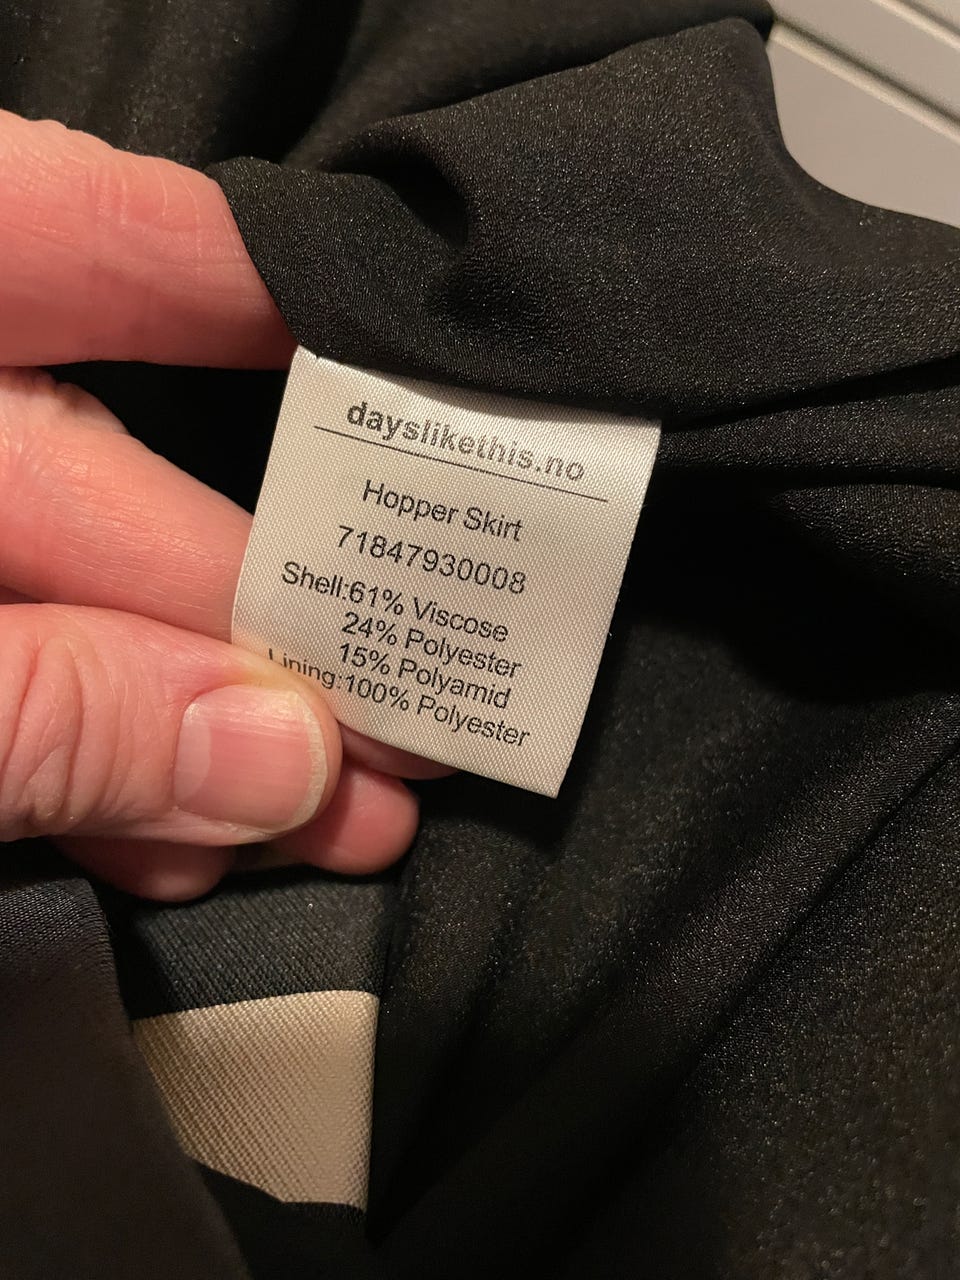 dayslikethis.no
Hopper Skirt
71847930008
Shell:61% Viscose
24% Polyester
15% Polyamid
Lining:100% Polyester